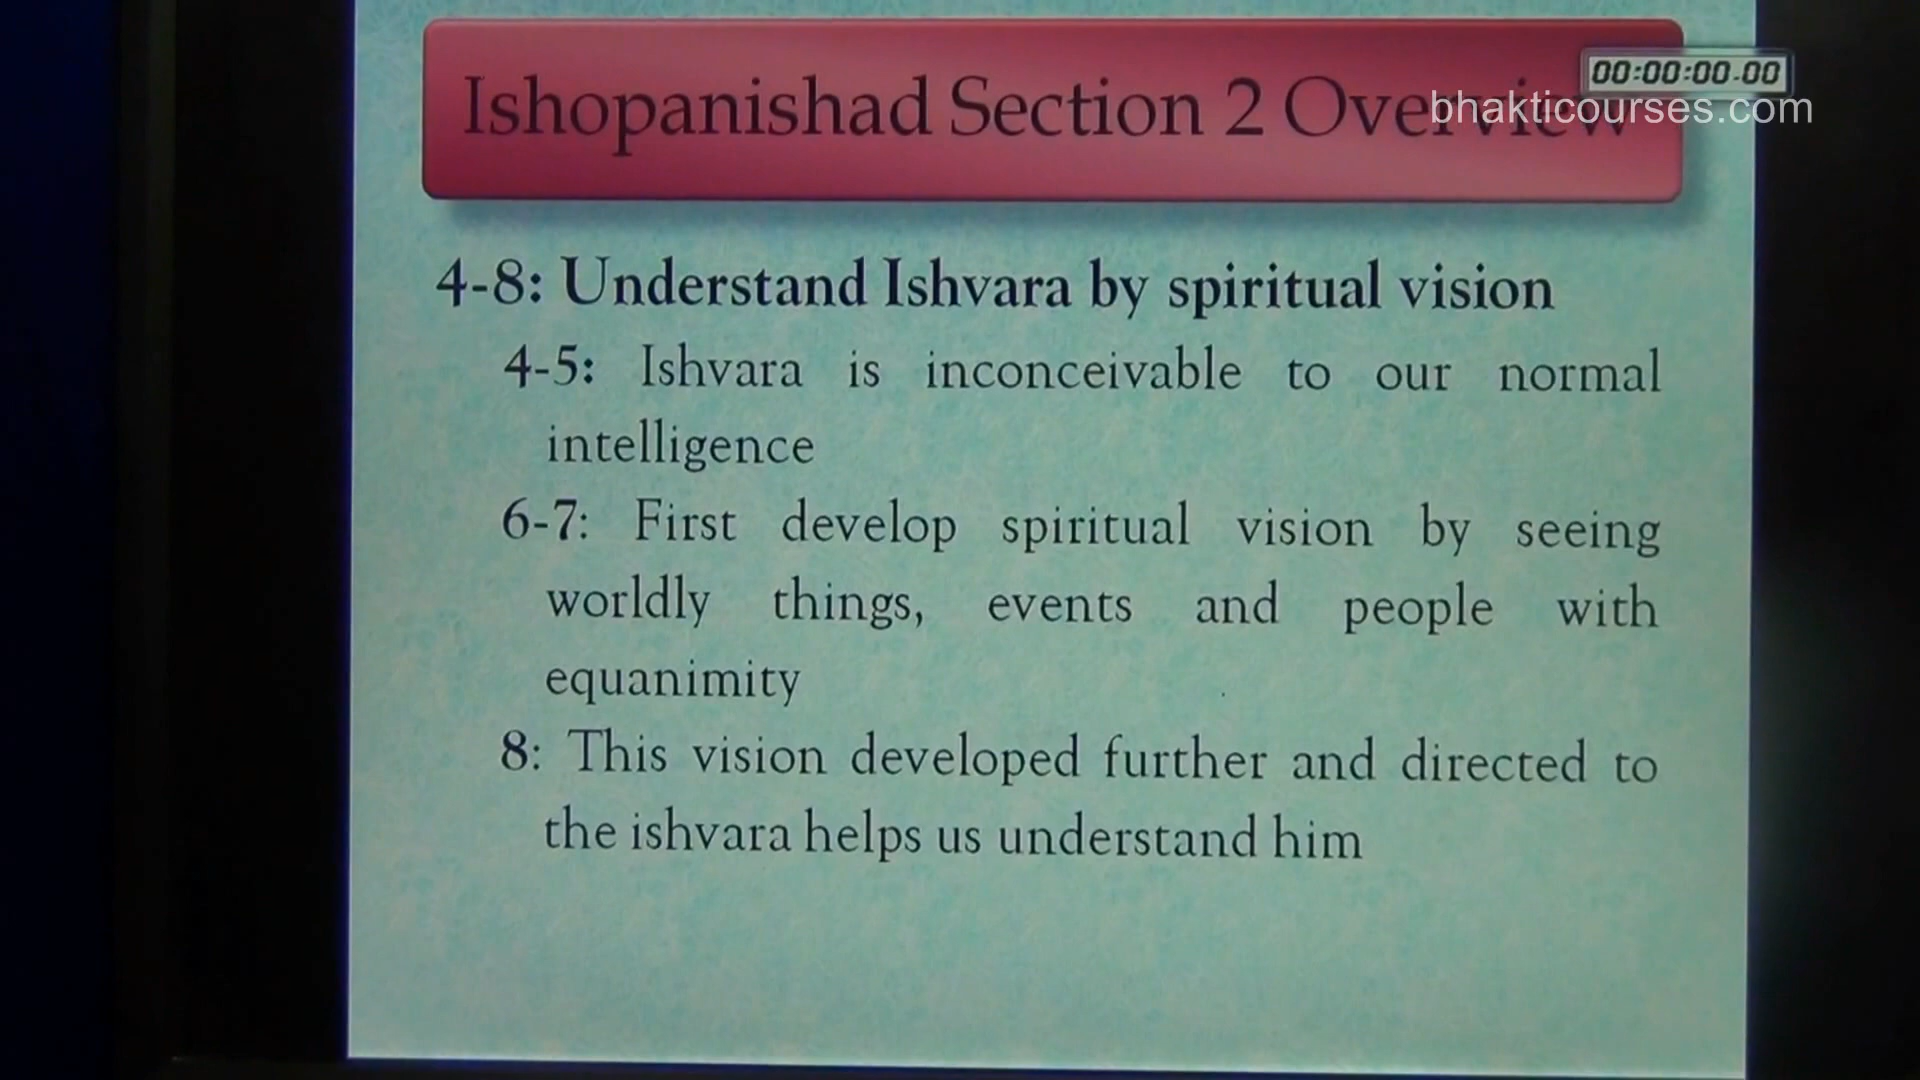 Ishopanishad Section 2 Overview
00:00:00.00
bhakticourses.com
4-8: Understand Ishvara by spiritual vision
4-5: Ishvara is inconceivable to our normal
intelligence
6-7: First develop spiritual vision by seeing
worldly things, events and people with
equanimity
8: This vision developed further and directed to
the ishvara helps us understand him